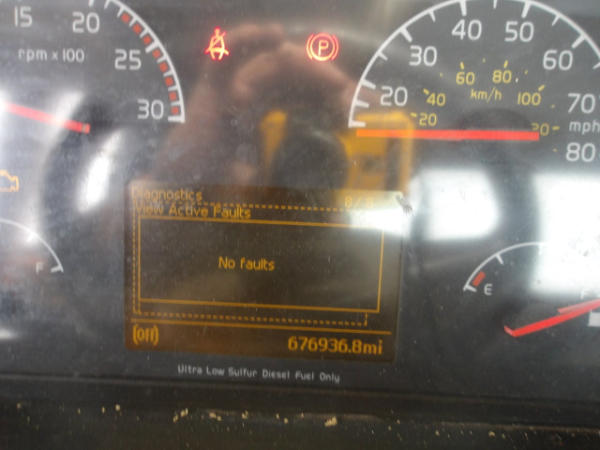 15 20 25 30
rpm x 100
P
20 30 40 50 60 70 80
mph
20 40 60 80 100
km/h
Diagnostics
View Active Faults
No faults
(off)
676936.8mi
Ultra Low Sulfur Diesel Fuel Only
F
E